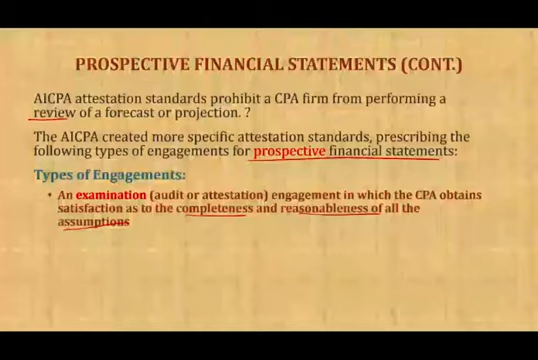 PROSPECTIVE FINANCIAL STATEMENTS (CONT.)
AICPA attestation standards prohibit a CPA firm from performing a
review of a forecast or projection. ?
The AICPA created more specific attestation standards, prescribing the
following types of engagements for prospective financial statements:
Types of Engagements:
• An examination (audit or attestation) engagement in which the CPA obtains
satisfaction as to the completeness and reasonableness of all the
assumptions